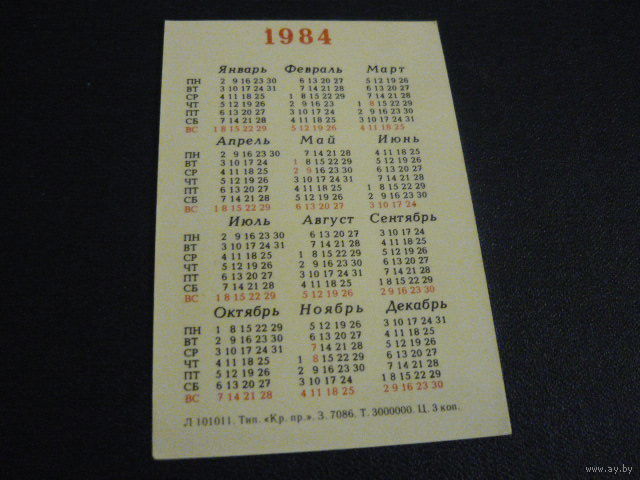 1984
Январь Февраль Март
ПН 2 9 16 23 30 6 13 20 27 5 12 19 26
ВТ 3 10 17 24 31 7 14 21 28 6 13 20 27
СР 4 11 18 25 1 8 15 22 29 7 14 21 28
ЧТ 5 12 19 26 2 9 16 23 1 8 15 22 29
ПТ 6 13 20 27 3 10 17 24 2 9 16 23 30
СБ 7 14 21 28 4 11 18 25 3 10 17 24 31
ВС 1 8 15 22 29 5 12 19 26 4 11 18 25
Апрель Май Июнь
ПН 2 9 16 23 30 7 14 21 28 4 11 18 25
ВТ 3 10 17 24 1 8 15 22 29 5 12 19 26
СР 4 11 18 25 2 9 16 23 30 6 13 20 27
ЧТ 5 12 19 26 3 10 17 24 31 7 14 21 28
ПТ 6 13 20 27 4 11 18 25 1 8 15 22 29
СБ 7 14 21 28 5 12 19 26 2 9 16 23 30
ВС 1 8 15 22 29 6 13 20 27 3 10 17 24
Июль Август Сентябрь
ПН 2 9 16 23 30 6 13 20 27 3 10 17 24
ВТ 3 10 17 24 31 7 14 21 28 4 11 18 25
СР 4 11 18 25 1 8 15 22 29 5 12 19 26
ЧТ 5 12 19 26 2 9 16 23 30 6 13 20 27
ПТ 6 13 20 27 3 10 17 24 31 7 14 21 28
СБ 7 14 21 28 4 11 18 25 1 8 15 22 29
ВС 1 8 15 22 29 5 12 19 26 2 9 16 23 30
Октябрь Ноябрь Декабрь
ПН 1 8 15 22 29 5 12 19 26 3 10 17 24 31
ВТ 2 9 16 23 30 6 13 20 27 4 11 18 25
СР 3 10 17 24 31 7 14 21 28 5 12 19 26
ЧТ 4 11 18 25 1 8 15 22 29 6 13 20 27
ПТ 5 12 19 26 2 9 16 23 30 7 14 21 28
СБ 6 13 20 27 3 10 17 24 1 8 15 22 29
ВС 7 14 21 28 4 11 18 25 2 9 16 23 30
Л 101011. Тип. «Кр. пр.». З. 7086. Т. 3000000. Ц. 3 коп.
www.ay.by